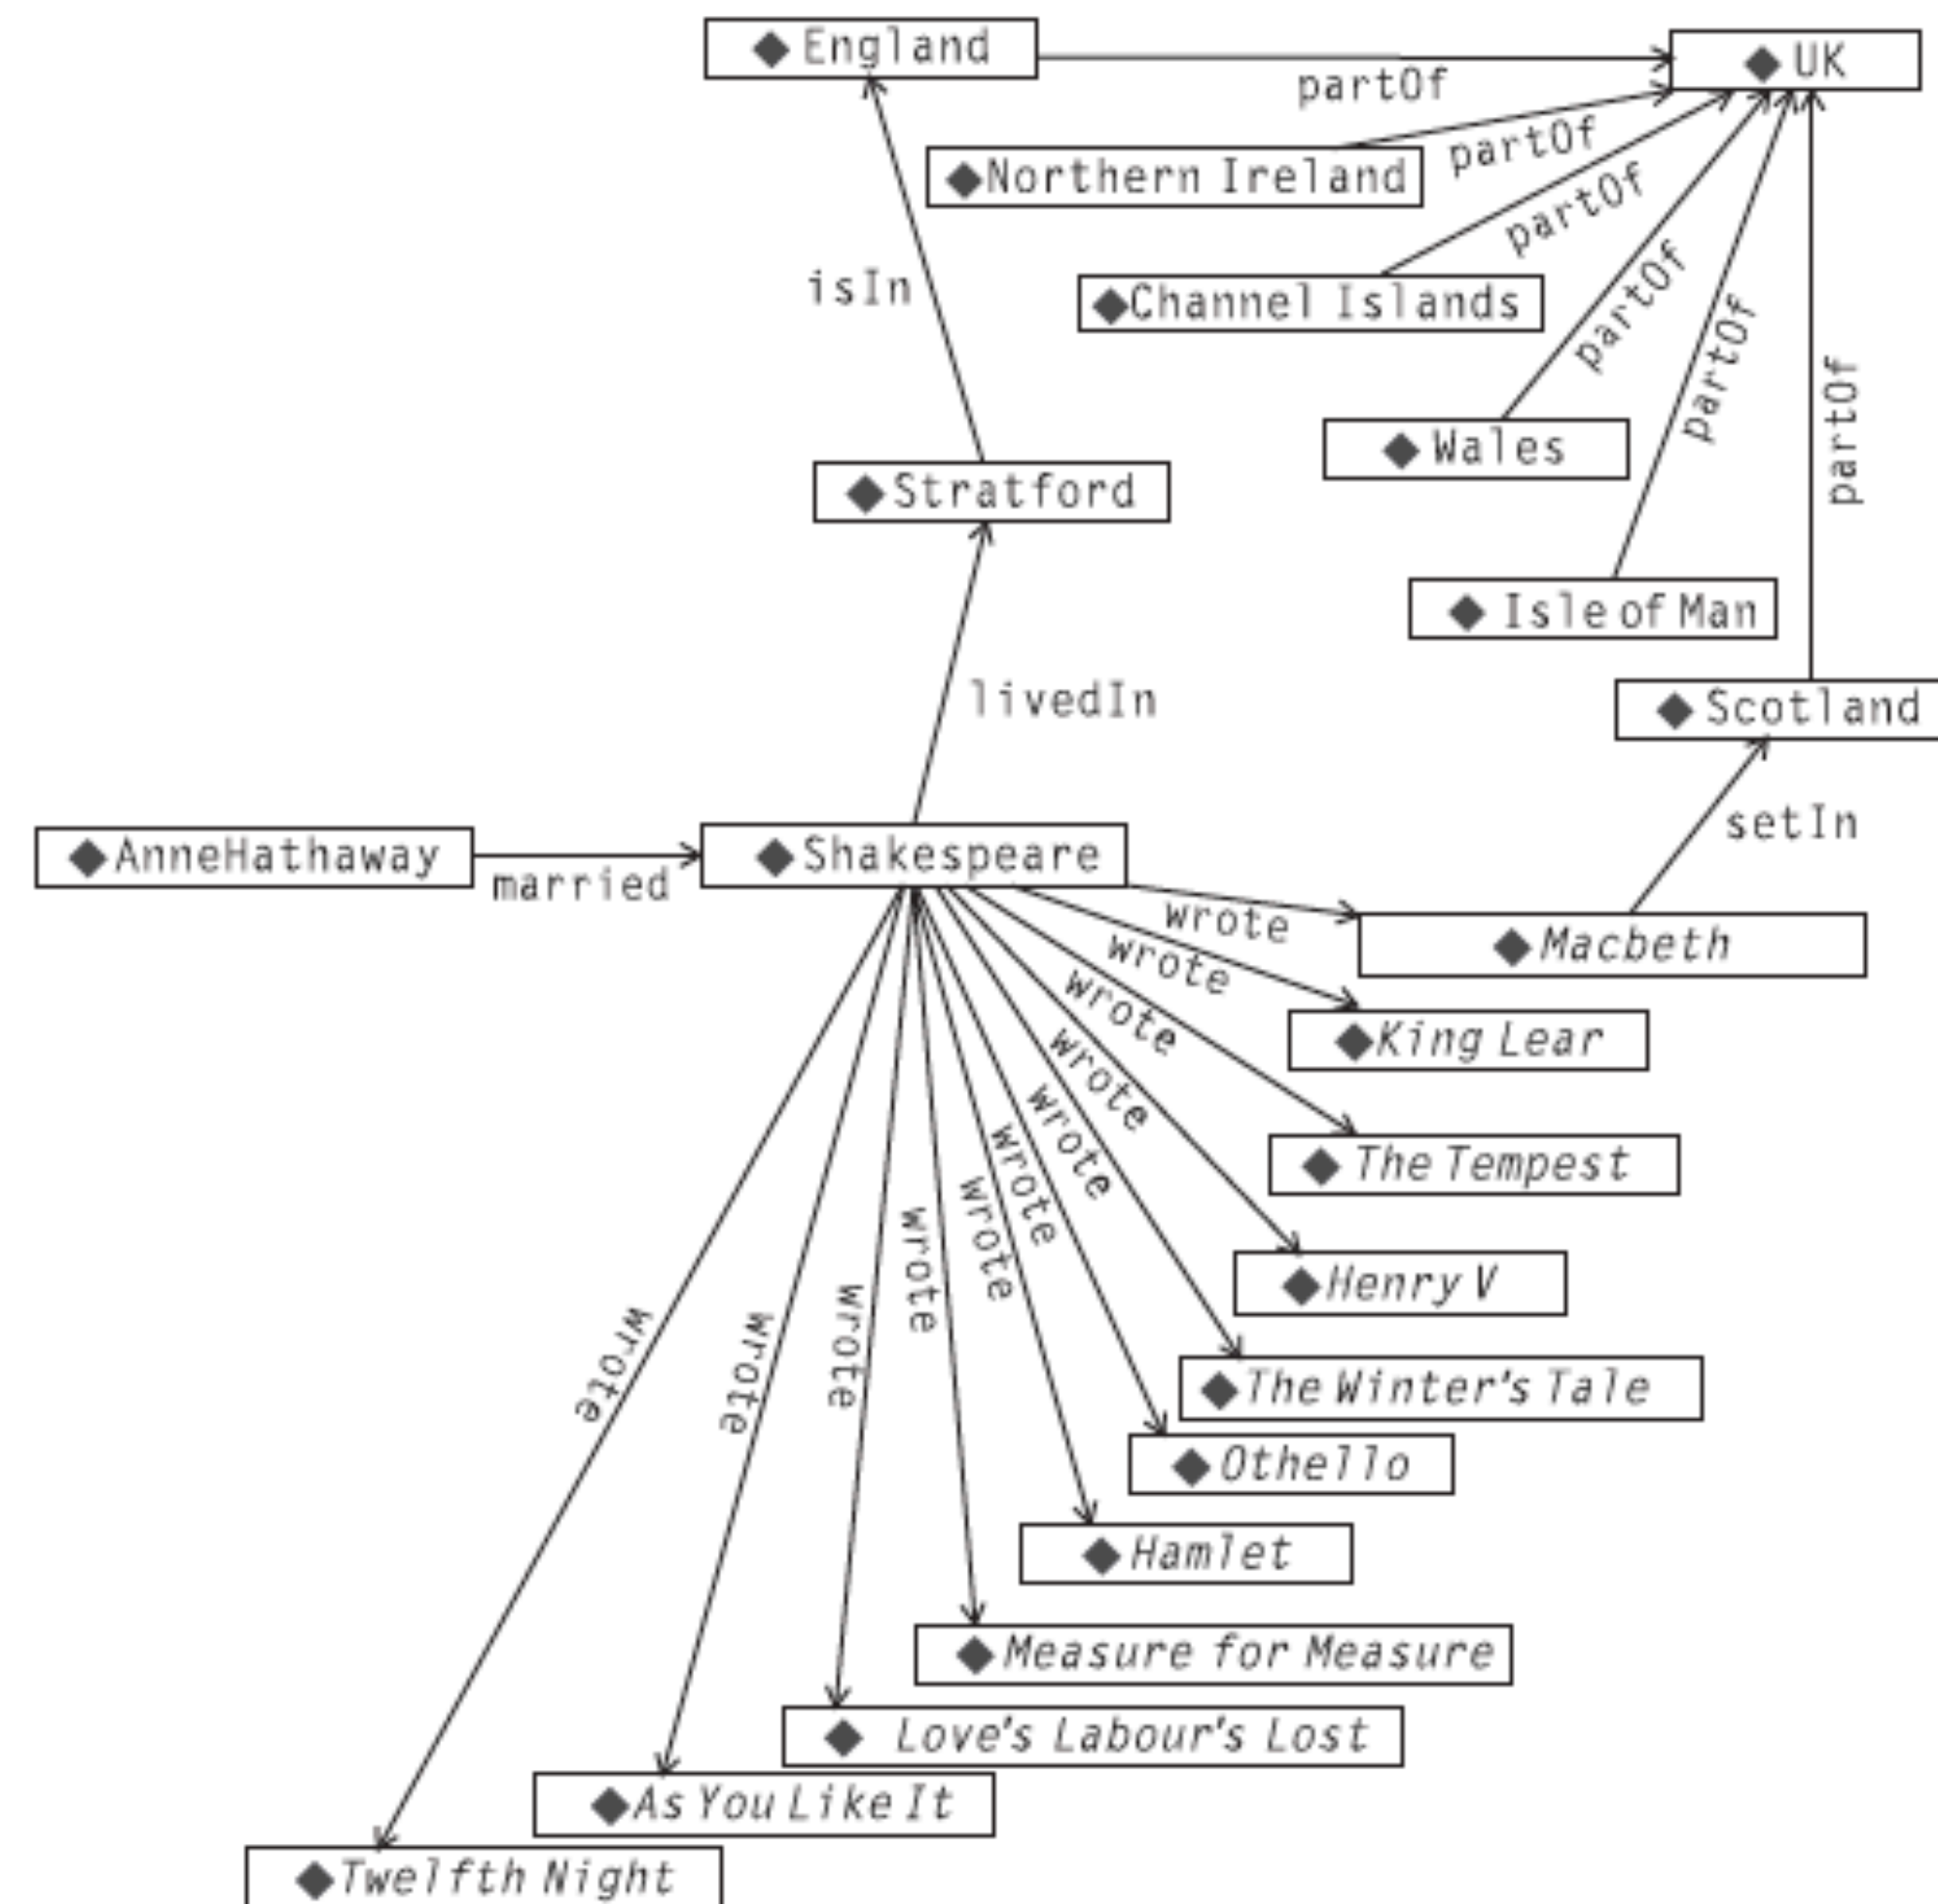 England
UK
partOf
partOf
Northern Ireland
partOf
Channel Islands
isIn
partOf
partOf
partOf
Wales
Stratford
Isle of Man
livedIn
Scotland
setIn
AnneHathaway
married
Shakespeare
wrote
Macbeth
wrote
King Lear
wrote
The Tempest
wrote
Henry V
wrote
The Winter's Tale
wrote
Othello
wrote
Hamlet
wrote
Measure for Measure
wrote
Love's Labour's Lost
wrote
As You Like It
wrote
Twelfth Night